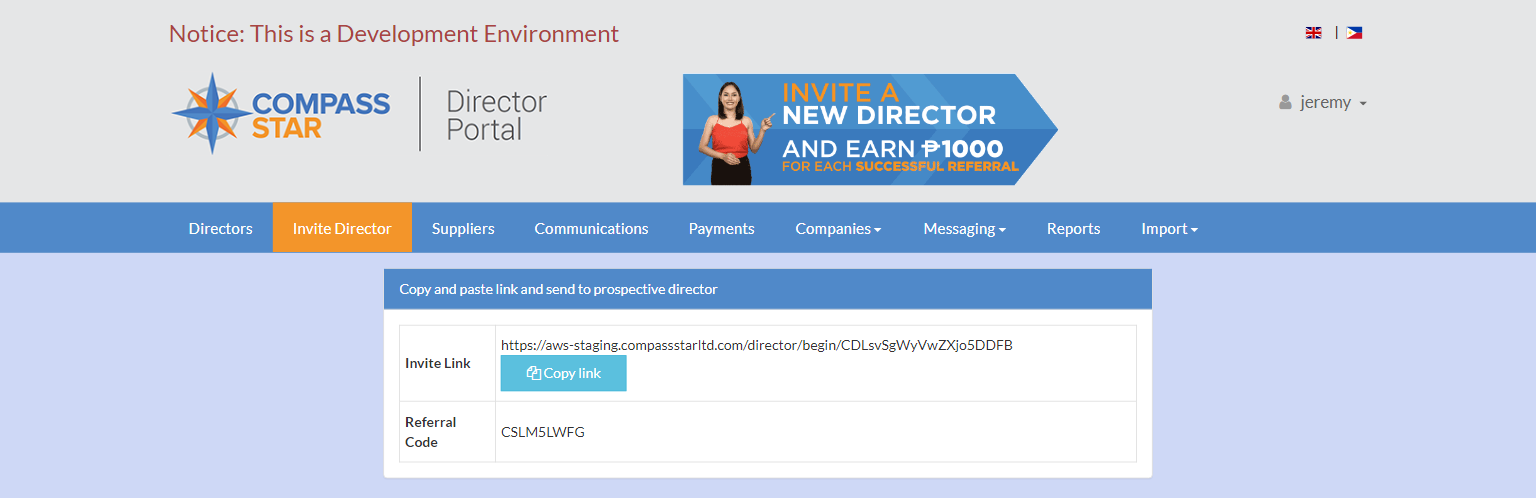 Notice: This is a Development Environment
|
COMPASS
STAR
Director
Portal
INVITE A
NEW DIRECTOR
AND EARN ₱1000
FOR EACH SUCCESSFUL REFERRAL
jeremy
Directors Invite Director Suppliers Communications Payments Companies Messaging Reports Import
Copy and paste link and send to prospective director
Invite Link
https://aws-staging.compassstarltd.com/director/begin/CDLsvSgWyVwZXjo5DDFB
Copy link
Referral
Code
CSLM5LWFG